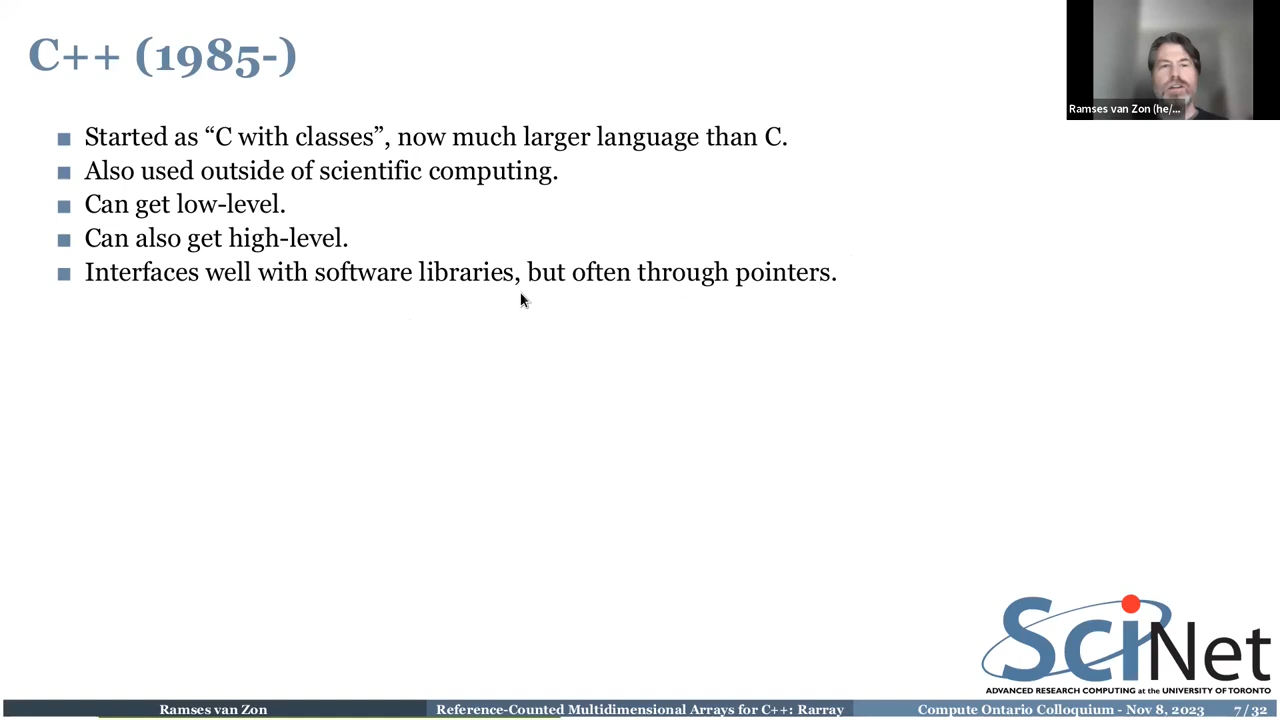 C++ (1985-)
Ramses van Zon (he/...
■ Started as “C with classes”, now much larger language than C.
■ Also used outside of scientific computing.
■ Can get low-level.
■ Can also get high-level.
■ Interfaces well with software libraries, but often through pointers.
SciNet
ADVANCED RESEARCH COMPUTING at the UNIVERSITY OF TORONTO
Ramses van Zon Reference-Counted Multidimensional Arrays for C++: Rarray Compute Ontario Colloquium - Nov 8, 2023 7 / 32